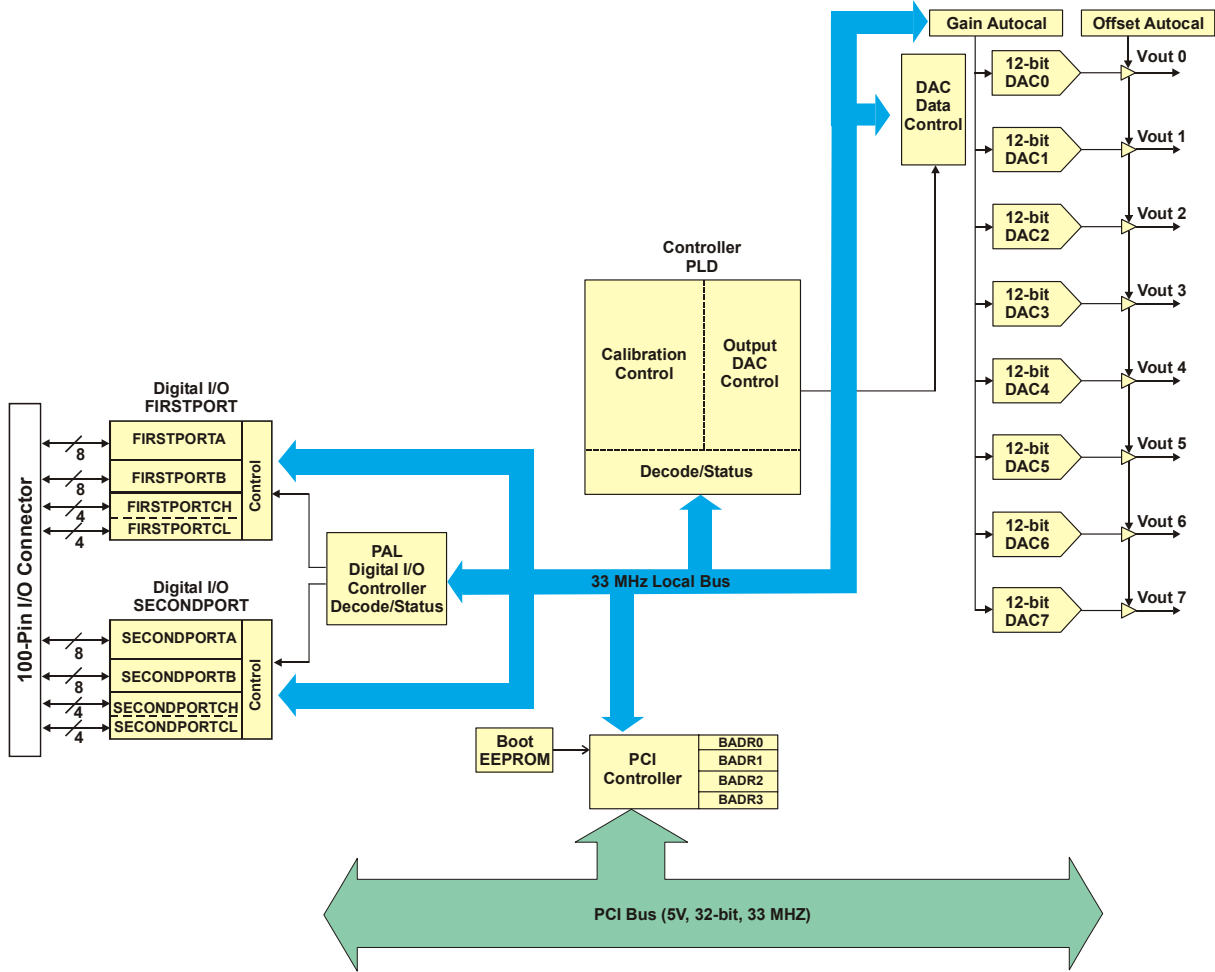 Gain Autocal
Offset Autocal
DAC
Data
Control
12-bit
DAC0
Vout 0
12-bit
DAC1
Vout 1
12-bit
DAC2
Vout 2
12-bit
DAC3
Vout 3
12-bit
DAC4
Vout 4
12-bit
DAC5
Vout 5
12-bit
DAC6
Vout 6
12-bit
DAC7
Vout 7
Controller
PLD
Calibration
Control
Output
DAC
Control
Decode/Status
100-Pin I/O Connector
Digital I/O
FIRSTPORT
FIRSTPORTA
FIRSTPORTB
FIRSTPORTCH
FIRSTPORTCL
Control
8
8
4
4
PAL
Digital I/O
Controller
Decode/Status
33 MHz Local Bus
Digital I/O
SECONDPORT
SECONDPORTA
SECONDPORTB
SECONDPORTCH
SECONDPORTCL
Control
8
8
4
4
Boot
EEPROM
PCI
Controller
BADR0
BADR1
BADR2
BADR3
PCI Bus (5V, 32-bit, 33 MHZ)